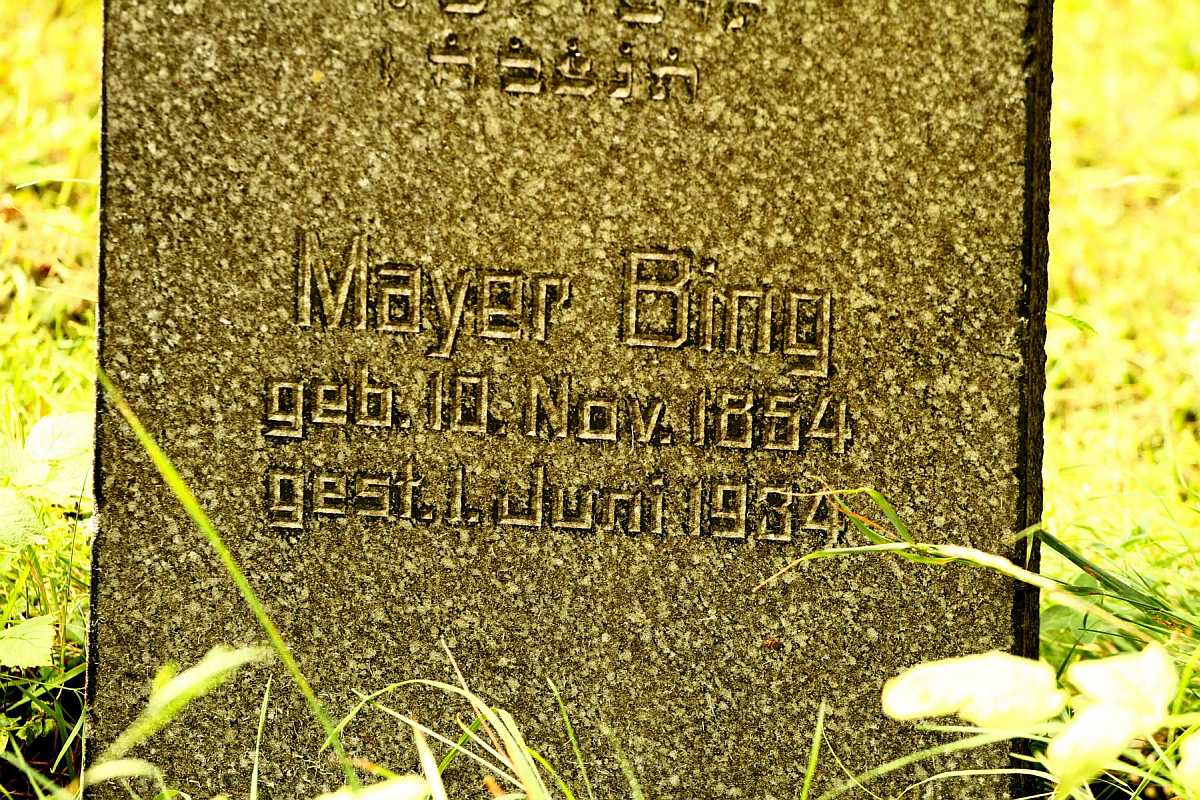 ת̇נ̇צ̇ב̇ה̇
Mayer Bing
geb. 10. Nov. 1854
gest. 1. Juni 1934